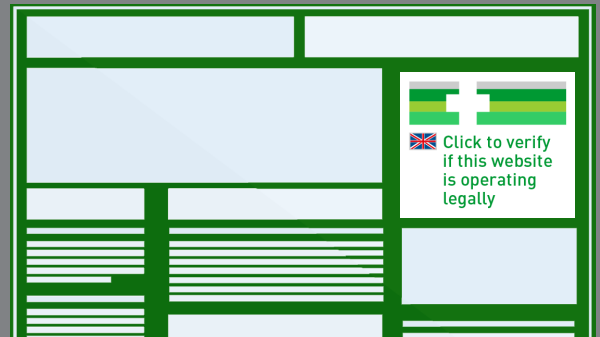 Click to verify
if this website
is operating
legally